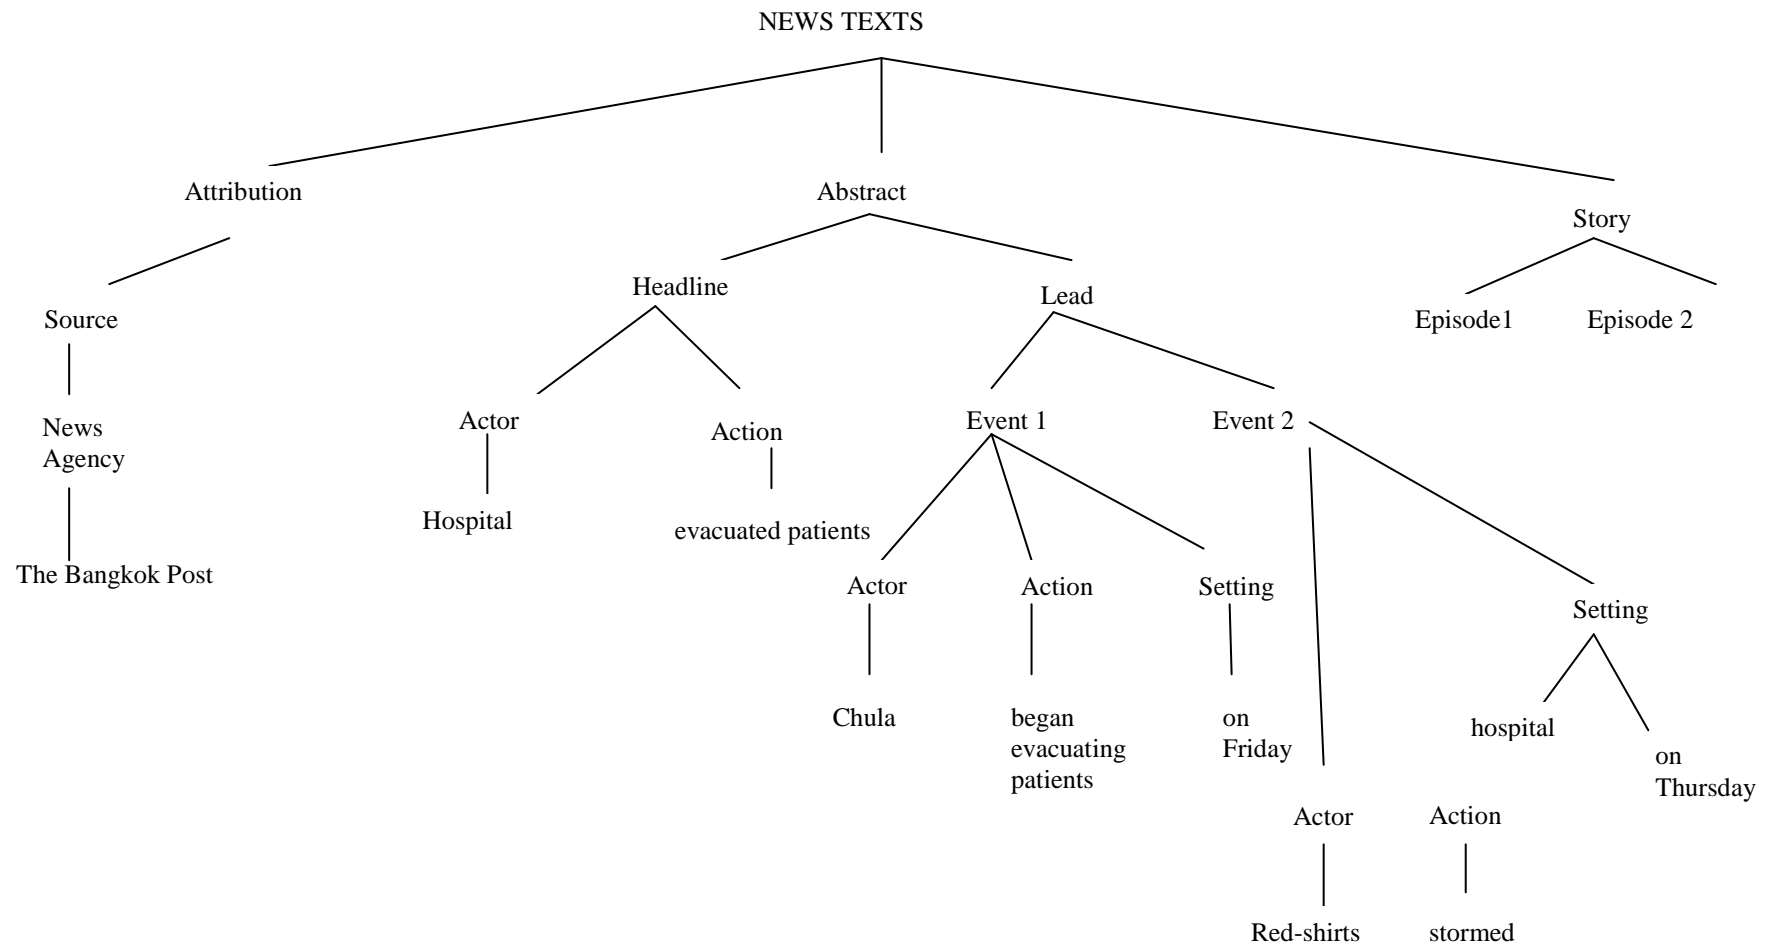 NEWS TEXTS
Attribution
Abstract
Story
Headline
Lead
Source
Episode1
Episode 2
News
Agency
Actor
Action
Event 1
Event 2
Hospital
evacuated patients
The Bangkok Post
Actor
Action
Setting
Setting
Chula
began
evacuating
patients
on
Friday
hospital
on
Thursday
Actor
Action
Red-shirts
stormed